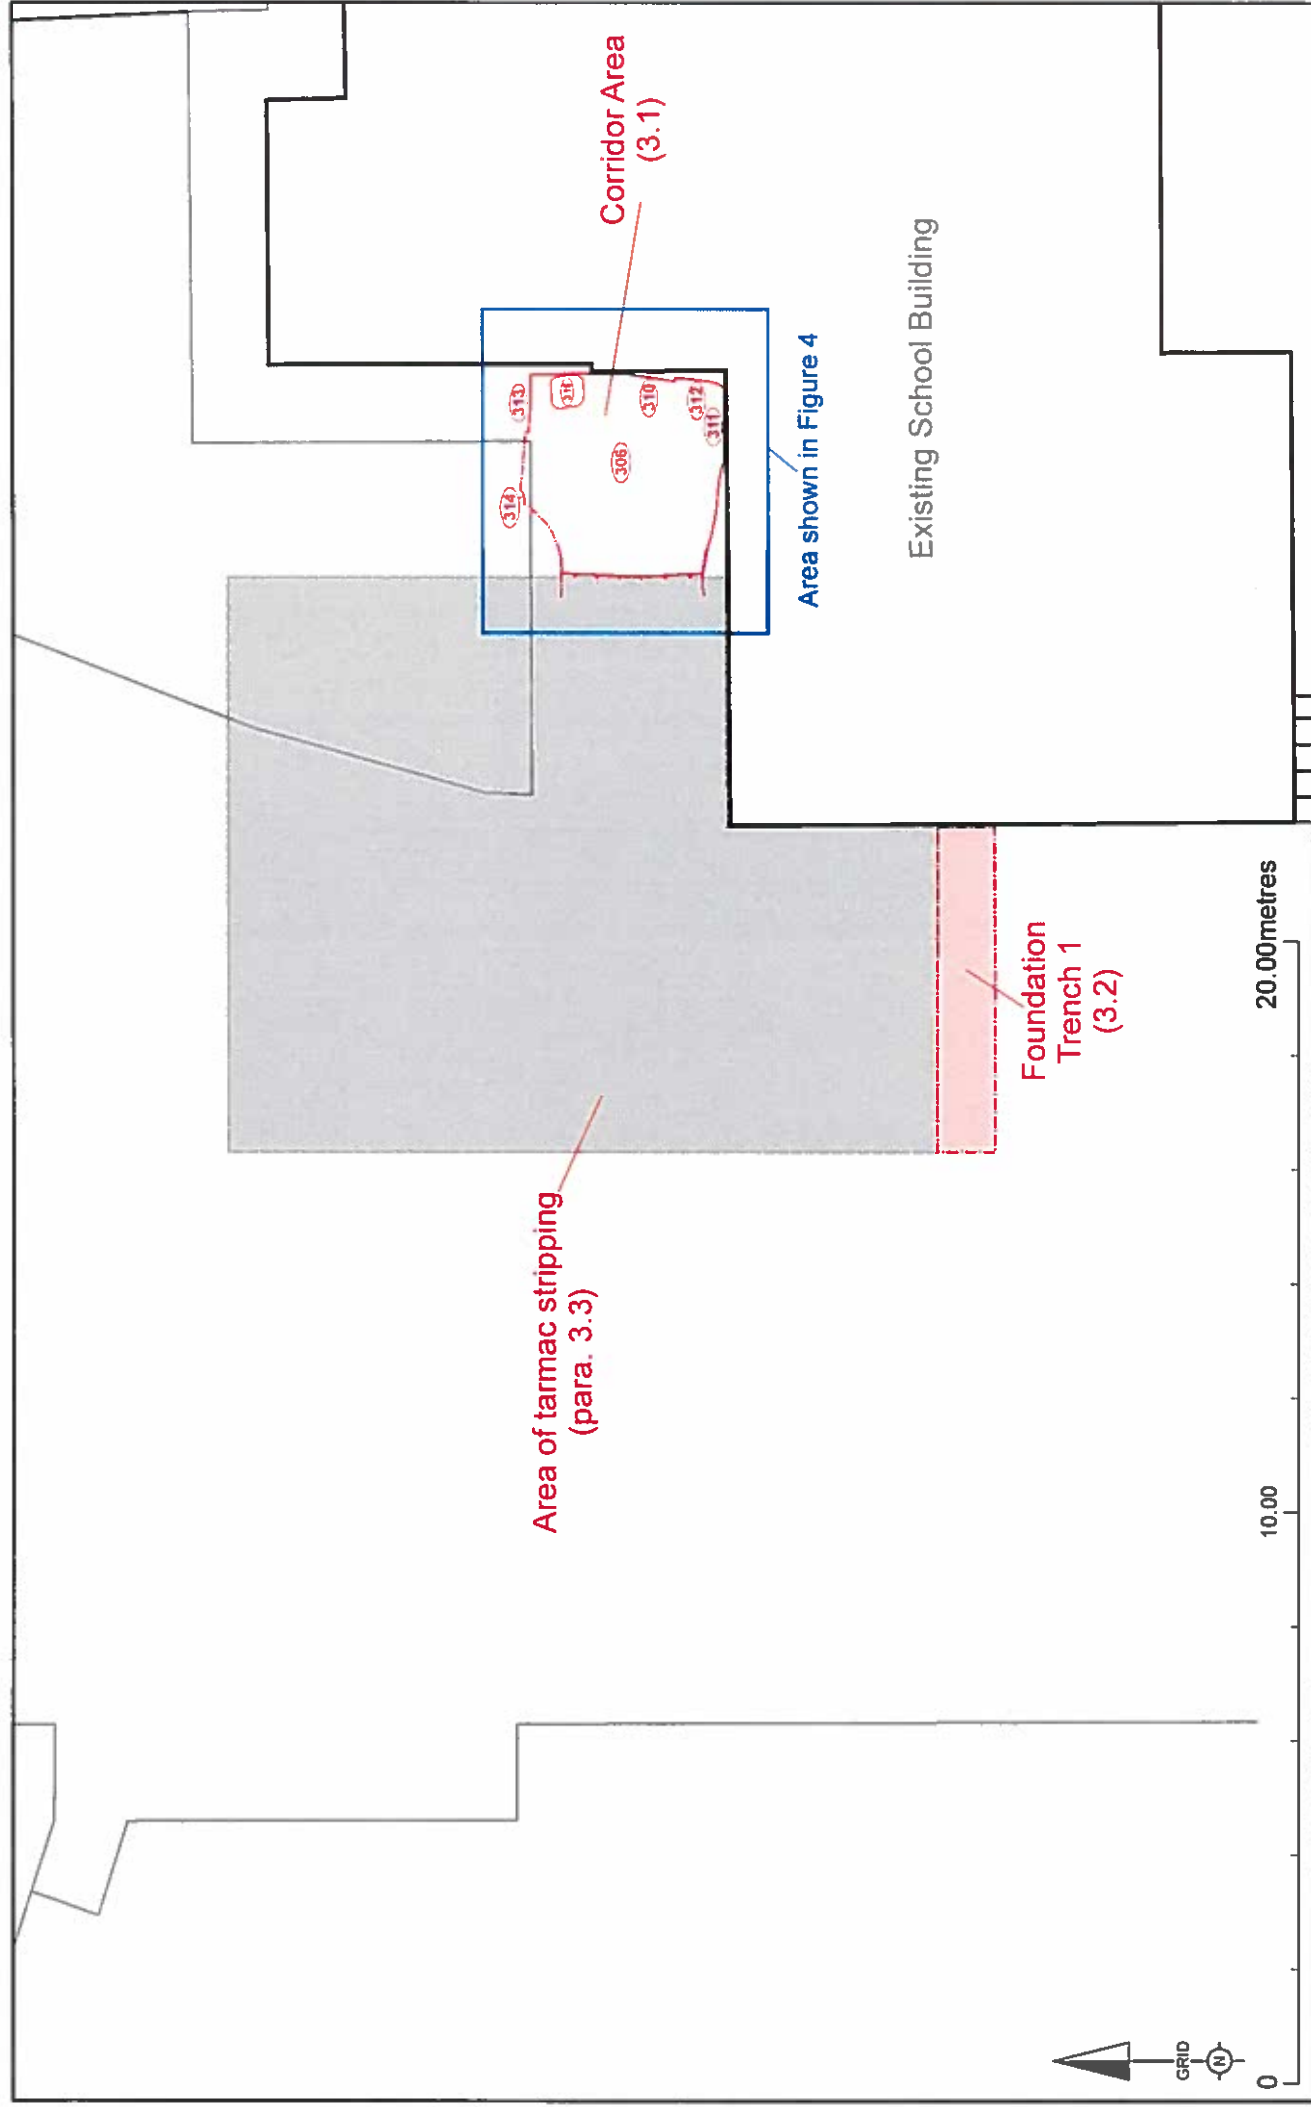 Corridor Area
(3.1)
313
314
310
312
311
306
Area shown in Figure 4
Existing School Building
Area of tarmac stripping
(para. 3.3)
Foundation
Trench 1
(3.2)
GRID
N
0
10.00
20.00metres